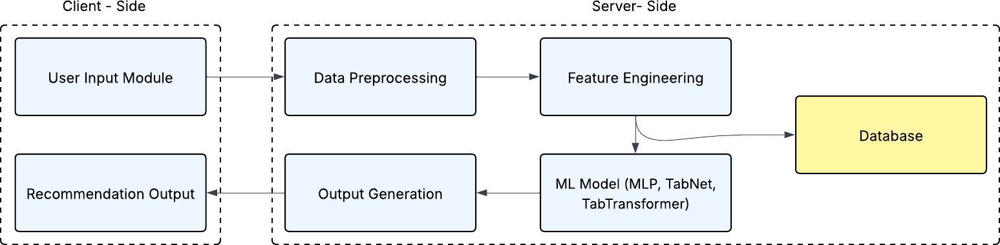 Client - Side
Server- Side
User Input Module
Data Preprocessing
Feature Engineering
Database
Recommendation Output
Output Generation
ML Model (MLP, TabNet,
TabTransformer)